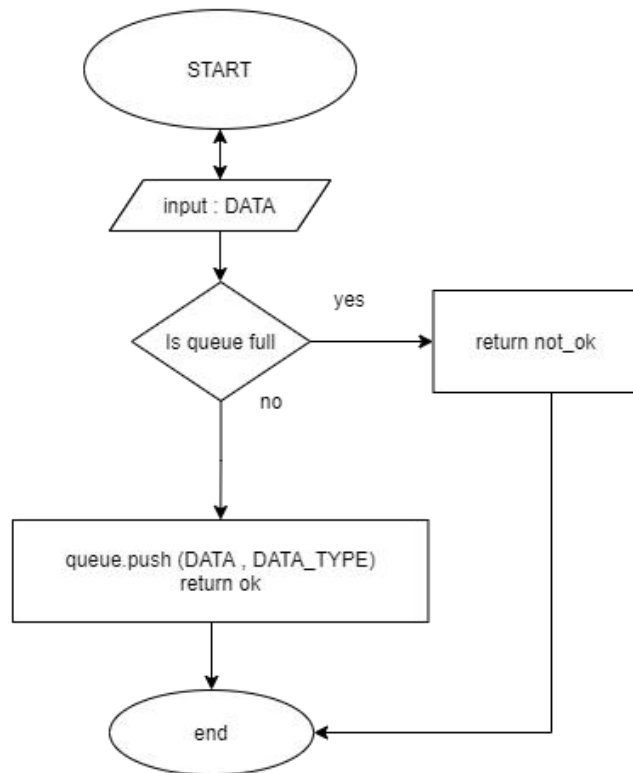 START
input : DATA
yes
Is queue full
return not_ok
no
queue.push (DATA , DATA_TYPE)
return ok
end